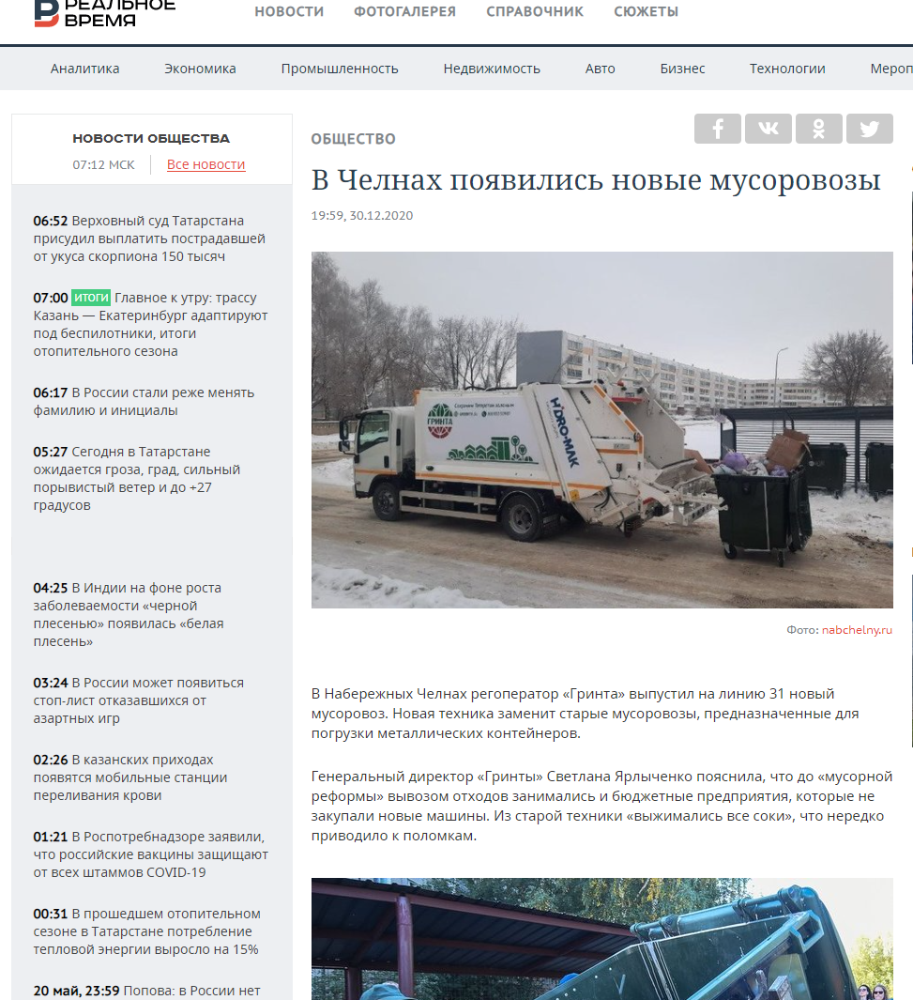 РЕАЛЬНОЕ
ВРЕМЯ
НОВОСТИ ФОТОГАЛЕРЕЯ СПРАВОЧНИК СЮЖЕТЫ
Аналитика Экономика Промышленность Недвижимость Авто Бизнес Технологии Мероп
НОВОСТИ ОБЩЕСТВА
07:12 МСК Все новости
06:52 Верховный суд Татарстана
присудил выплатить пострадавшей
от укуса скорпиона 150 тысяч
07:00 ИТОГИ Главное к утру: трассу
Казань — Екатеринбург адаптируют
под беспилотники, итоги
отопительного сезона
06:17 В России стали реже менять
фамилию и инициалы
05:27 Сегодня в Татарстане
ожидается гроза, град, сильный
порывистый ветер и до +27
градусов
04:25 В Индии на фоне роста
заболеваемости «черной
плесенью» появилась «белая
плесень»
03:24 В России может появиться
стоп-лист отказавшихся от
азартных игр
02:26 В казанских приходах
появятся мобильные станции
переливания крови
01:21 В Роспотребнадзоре заявили,
что российские вакцины защищают
от всех штаммов COVID-19
00:31 В прошедшем отопительном
сезоне в Татарстане потребление
тепловой энергии выросло на 15%
20 май, 23:59 Попова: в России нет
ОБЩЕСТВО
В Челнах появились новые мусоровозы
19:59, 30.12.2020
ГРИНТА
HIDRO-MAK
Фото: nabchelny.ru
В Набережных Челнах регоператор «Гринта» выпустил на линию 31 новый
мусоровоз. Новая техника заменит старые мусоровозы, предназначенные для
погрузки металлических контейнеров.
Генеральный директор «Гринты» Светлана Ярлыченко пояснила, что до «мусорной
реформы» вывозом отходов занимались и бюджетные предприятия, которые не
закупали новые машины. Из старой техники «выжимались все соки», что нередко
приводило к поломкам.